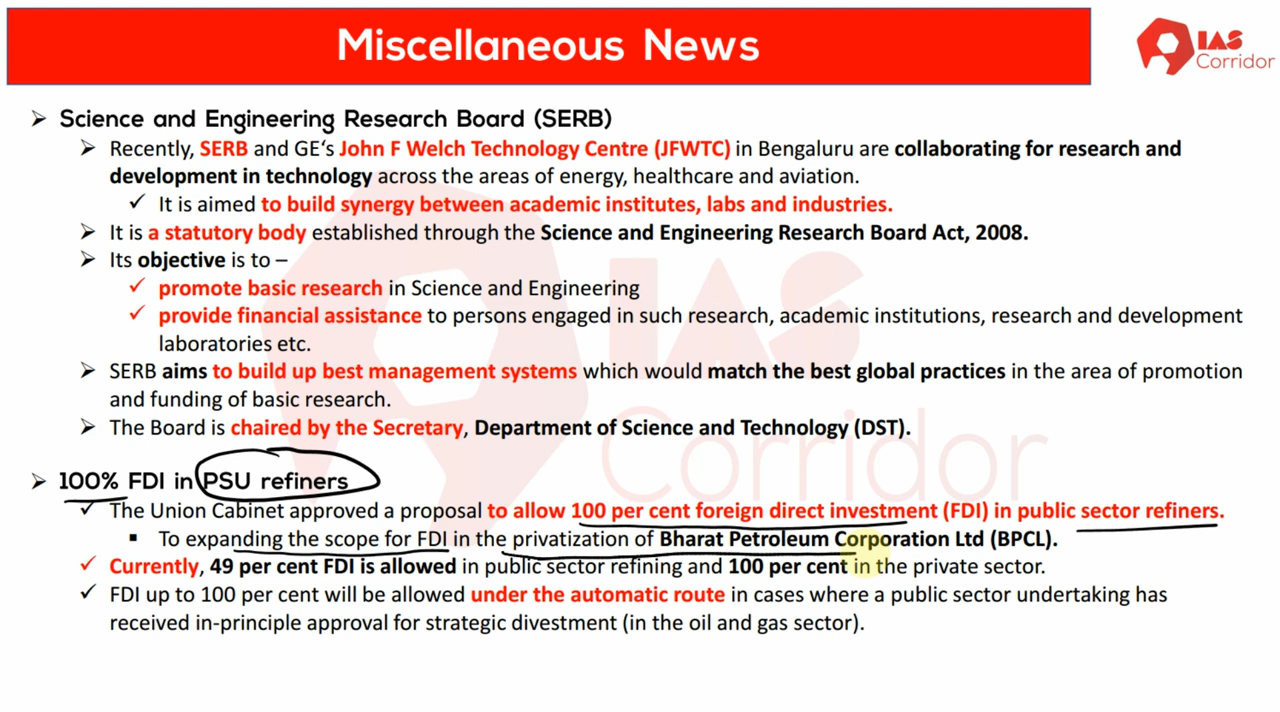 Miscellaneous News
IAS
Corridor
➢ Science and Engineering Research Board (SERB)
➢ Recently, SERB and GE‘s John F Welch Technology Centre (JFWTC) in Bengaluru are collaborating for research and
development in technology across the areas of energy, healthcare and aviation.
✓ It is aimed to build synergy between academic institutes, labs and industries.
➢ It is a statutory body established through the Science and Engineering Research Board Act, 2008.
➢ Its objective is to –
✓ promote basic research in Science and Engineering
✓ provide financial assistance to persons engaged in such research, academic institutions, research and development
laboratories etc.
➢ SERB aims to build up best management systems which would match the best global practices in the area of promotion
and funding of basic research.
➢ The Board is chaired by the Secretary, Department of Science and Technology (DST).
➢ 100% FDI in PSU refiners
✓ The Union Cabinet approved a proposal to allow 100 per cent foreign direct investment (FDI) in public sector refiners.
▪ To expanding the scope for FDI in the privatization of Bharat Petroleum Corporation Ltd (BPCL).
✓ Currently, 49 per cent FDI is allowed in public sector refining and 100 per cent in the private sector.
✓ FDI up to 100 per cent will be allowed under the automatic route in cases where a public sector undertaking has
received in-principle approval for strategic divestment (in the oil and gas sector).
IAS
Corridor